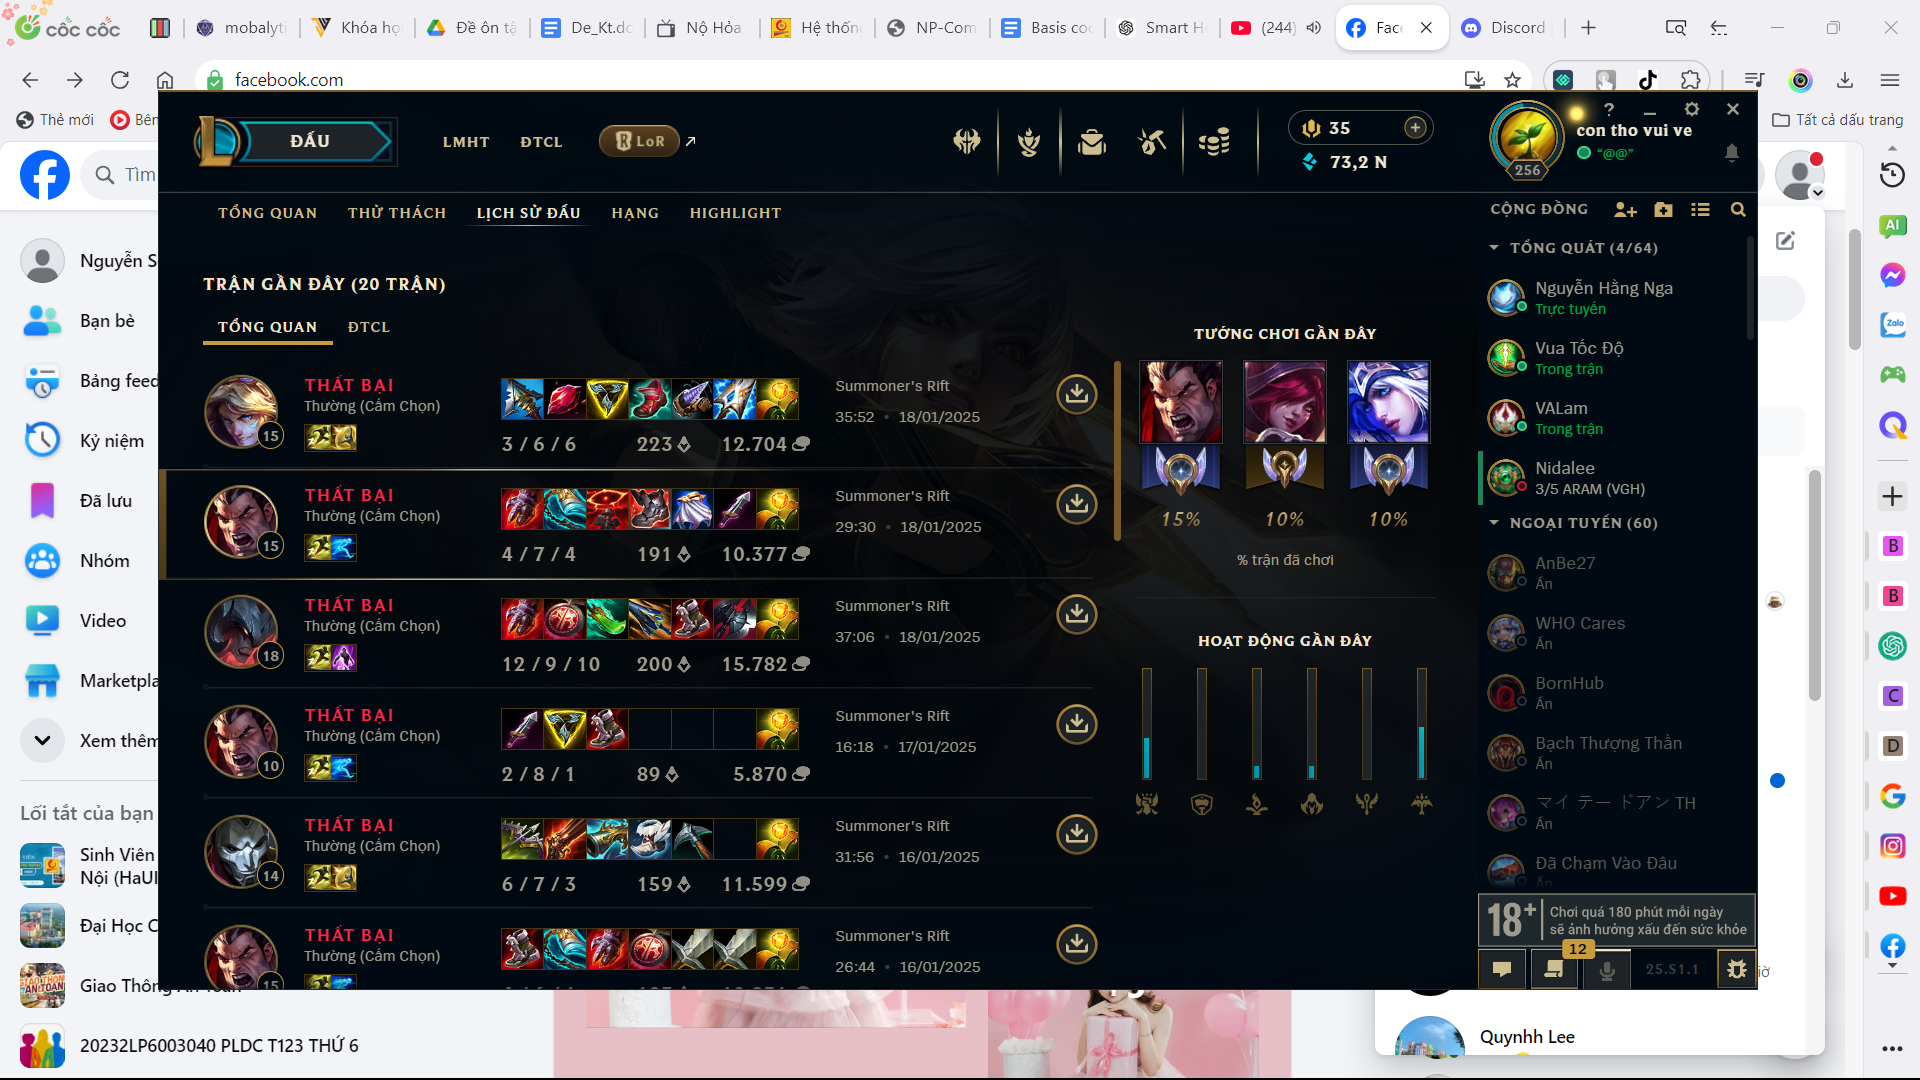 cốc cốc
mobalyti
Khóa họ
Đề ôn tậ
De_Kt.do
Nộ Hỏa
Hệ thống
NP-Com
Basis coc
Smart Ho
(244)
Fac
Discord
facebook.com
Thẻ mới
Bên
Tất cả dấu trang
Tìm
Nguyễn S
Bạn bè
Bảng feed
Kỷ niệm
Đã lưu
Nhóm
Video
Marketpla
Xem thêm
Lối tắt của bạn
Sinh Viên
Nội (HaUI
Đại Học C
Giao Thông An Toàn
20232LP6003040 PLDC T123 THỨ 6
ĐẤU
LMHT
ĐTCL
LoR
35
73,2 N
256
con tho vui ve
"@@"
TỔNG QUAN
THỬ THÁCH
LỊCH SỬ ĐẤU
HẠNG
HIGHLIGHT
TRẬN GẦN ĐÂY (20 TRẬN)
TỔNG QUAN
ĐTCL
15
THẤT BẠI
Thường (Cấm Chọn)
3 / 6 / 6
223
12.704
Summoner's Rift
35:52 • 18/01/2025
15
THẤT BẠI
Thường (Cấm Chọn)
4 / 7 / 4
191
10.377
Summoner's Rift
29:30 • 18/01/2025
18
THẤT BẠI
Thường (Cấm Chọn)
12 / 9 / 10
200
15.782
Summoner's Rift
37:06 • 18/01/2025
10
THẤT BẠI
Thường (Cấm Chọn)
2 / 8 / 1
89
5.870
Summoner's Rift
16:18 • 17/01/2025
14
THẤT BẠI
Thường (Cấm Chọn)
6 / 7 / 3
159
11.599
Summoner's Rift
31:56 • 16/01/2025
15
THẤT BẠI
Thường (Cấm Chọn)
Summoner's Rift
26:44 • 16/01/2025
TƯỚNG CHƠI GẦN ĐÂY
15%
10%
10%
% trận đã chơi
HOẠT ĐỘNG GẦN ĐÂY
CỘNG ĐỒNG
TỔNG QUÁT (4/64)
Nguyễn Hằng Nga
Trực tuyến
Vua Tốc Độ
Trong trận
VALam
Trong trận
Nidalee
3/5 ARAM (VGH)
NGOẠI TUYẾN (60)
AnBe27
Ẩn
WHO Cares
Ẩn
BornHub
Ẩn
Bạch Thượng Thần
Ẩn
マイ テー ドアン TH
Ẩn
Đã Chạm Vào Đâu
Ẩn
18+
Chơi quá 180 phút mỗi ngày
sẽ ảnh hưởng xấu đến sức khỏe
12
25.S1.1
iờ
Quynhh Lee
AI
Zalo
B
B
C
D